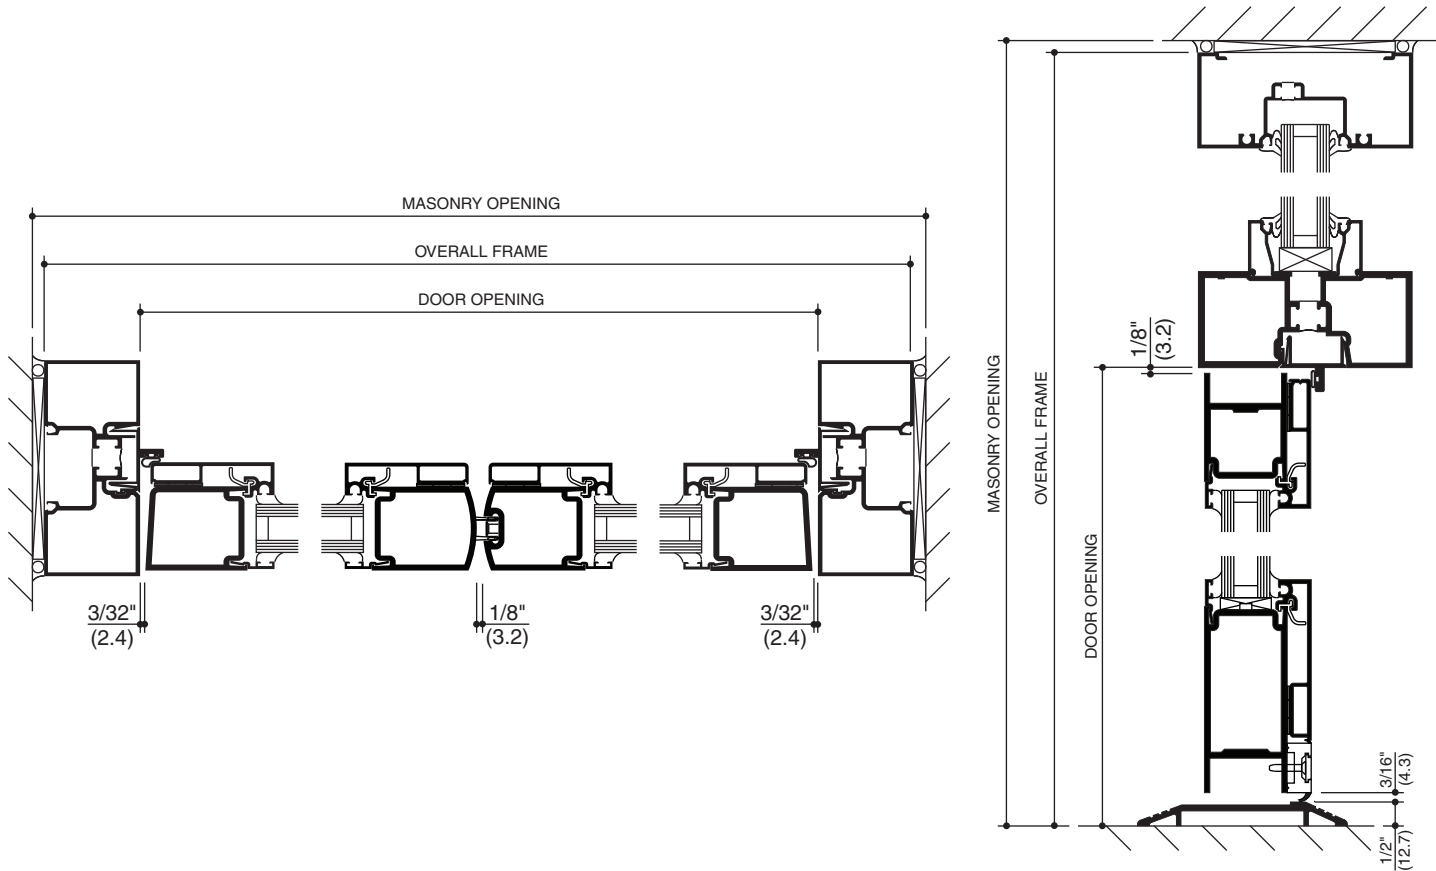 MASONRY OPENING
OVERALL FRAME
DOOR OPENING
3/32"
(2.4)
1/8"
(3.2)
3/32"
(2.4)
MASONRY OPENING
OVERALL FRAME
DOOR OPENING
1/8"
(3.2)
3/16"
(4.3)
1/2"
(12.7)